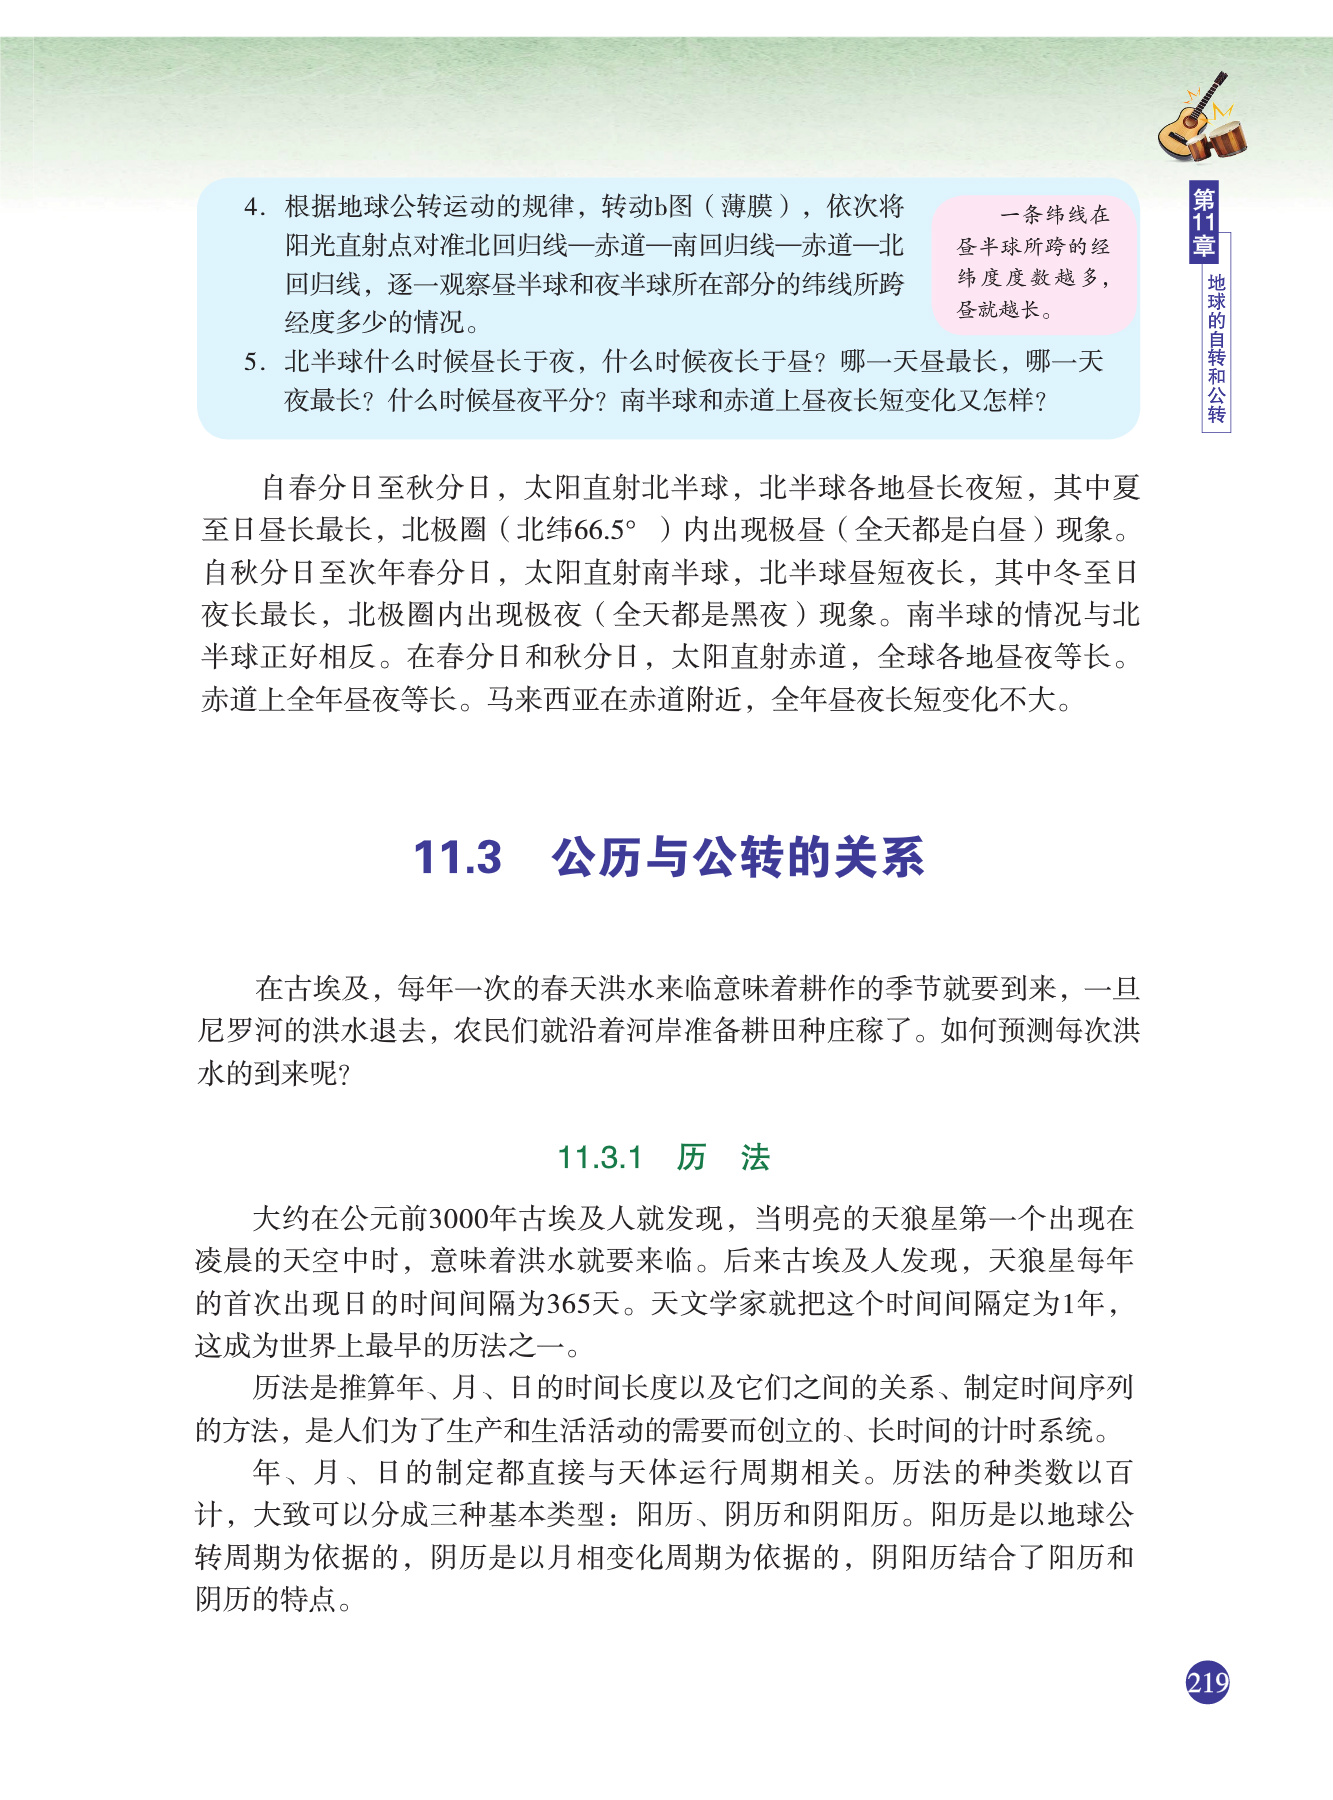 4. 根据地球公转运动的规律，转动b图（薄膜），依次将
阳光直射点对准北回归线—赤道—南回归线—赤道—北
回归线，逐一观察昼半球和夜半球所在部分的纬线所跨
经度多少的情况。
一条纬线在
昼半球所跨的经
纬度度数越多，
昼就越长。
5. 北半球什么时候昼长于夜，什么时候夜长于昼？哪一天昼最长，哪一天
夜最长？什么时候昼夜平分？南半球和赤道上昼夜长短变化又怎样？
第11章
地球的自转和公转
自春分日至秋分日，太阳直射北半球，北半球各地昼长夜短，其中夏
至日昼长最长，北极圈（北纬66.5° ）内出现极昼（全天都是白昼）现象。
自秋分日至次年春分日，太阳直射南半球，北半球昼短夜长，其中冬至日
夜长最长，北极圈内出现极夜（全天都是黑夜）现象。南半球的情况与北
半球正好相反。在春分日和秋分日，太阳直射赤道，全球各地昼夜等长。
赤道上全年昼夜等长。马来西亚在赤道附近，全年昼夜长短变化不大。
11.3 公历与公转的关系
在古埃及，每年一次的春天洪水来临意味着耕作的季节就要到来，一旦
尼罗河的洪水退去，农民们就沿着河岸准备耕田种庄稼了。如何预测每次洪
水的到来呢？
11.3.1 历 法
大约在公元前3000年古埃及人就发现，当明亮的天狼星第一个出现在
凌晨的天空中时，意味着洪水就要来临。后来古埃及人发现，天狼星每年
的首次出现日的时间间隔为365天。天文学家就把这个时间间隔定为1年，
这成为世界上最早的历法之一。
历法是推算年、月、日的时间长度以及它们之间的关系、制定时间序列
的方法，是人们为了生产和生活活动的需要而创立的、长时间的计时系统。
年、月、日的制定都直接与天体运行周期相关。历法的种类数以百
计，大致可以分成三种基本类型：阳历、阴历和阴阳历。阳历是以地球公
转周期为依据的，阴历是以月相变化周期为依据的，阴阳历结合了阳历和
阴历的特点。
219